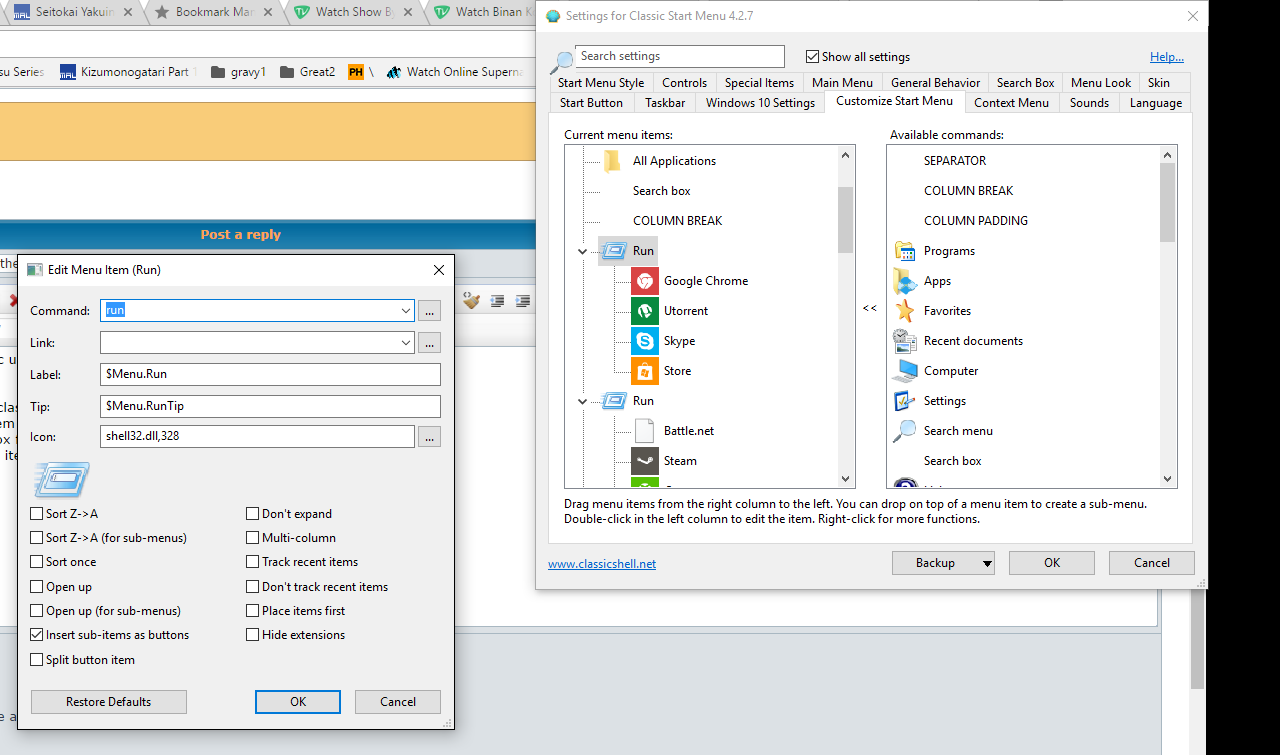 Seitokai Yakuin
Bookmark Man
Watch Show By
Watch Binan K
su Series
Kizumonogatari Part 1
gravy1
Great2
PH \
Watch Online Superna
Post a reply
the
Edit Menu Item (Run)
Command: run ...
Link: ...
Label: $Menu.Run
Tip: $Menu.RunTip
Icon: shell32.dll,328 ...
Sort Z->A
Sort Z->A (for sub-menus)
Sort once
Open up
Open up (for sub-menus)
Insert sub-items as buttons
Split button item
Don't expand
Multi-column
Track recent items
Don't track recent items
Place items first
Hide extensions
Restore Defaults
OK
Cancel
Settings for Classic Start Menu 4.2.7
Search settings
Show all settings
Help...
Start Menu Style
Controls
Special Items
Main Menu
General Behavior
Search Box
Menu Look
Skin
Start Button
Taskbar
Windows 10 Settings
Customize Start Menu
Context Menu
Sounds
Language
Current menu items:
All Applications
Search box
COLUMN BREAK
Run
Google Chrome
Utorrent
Skype
Store
Run
Battle.net
Steam
<<
Available commands:
SEPARATOR
COLUMN BREAK
COLUMN PADDING
Programs
Apps
Favorites
Recent documents
Computer
Settings
Search menu
Search box
Drag menu items from the right column to the left. You can drop on top of a menu item to create a sub-menu.
Double-click in the left column to edit the item. Right-click for more functions.
www.classicshell.net
Backup
OK
Cancel